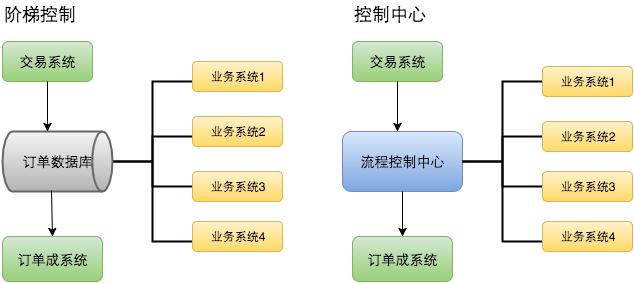 阶梯控制
交易系统
订单数据库
订单成系统
业务系统1
业务系统2
业务系统3
业务系统4
控制中心
交易系统
流程控制中心
订单成系统
业务系统1
业务系统2
业务系统3
业务系统4